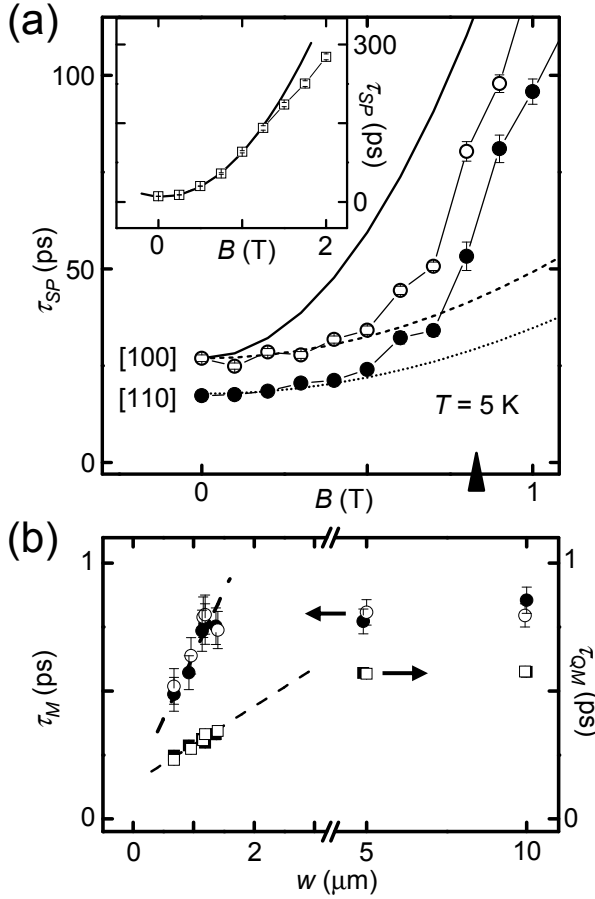 (a)
100
50
0
τSP (ps)
300
0
τSP (ps)
0
2
B (T)
[100]
[110]
T = 5 K
0
B (T)
1
(b)
1
0
τM (ps)
1
0
τQM (ps)
0
2
5
10
w (μm)